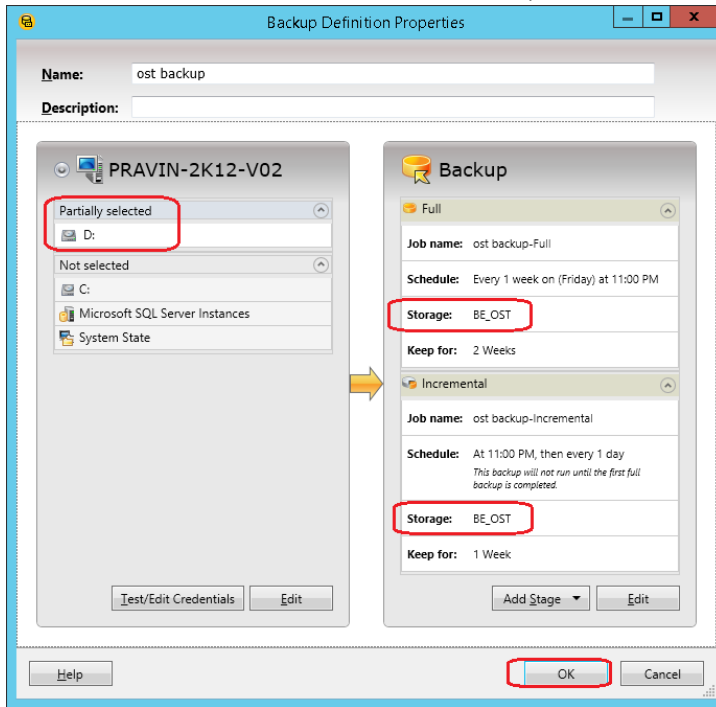 Backup Definition Properties
Name: ost backup
Description:
PRAVIN-2K12-V02
Partially selected
D:
Not selected
C:
Microsoft SQL Server Instances
System State
Test/Edit Credentials
Edit
Backup
Full
Job name: ost backup-Full
Schedule: Every 1 week on (Friday) at 11:00 PM
Storage: BE_OST
Keep for: 2 Weeks
Incremental
Job name: ost backup-Incremental
Schedule: At 11:00 PM, then every 1 day
This backup will not run until the first full
backup is completed.
Storage: BE_OST
Keep for: 1 Week
Add Stage
Edit
Help
OK
Cancel